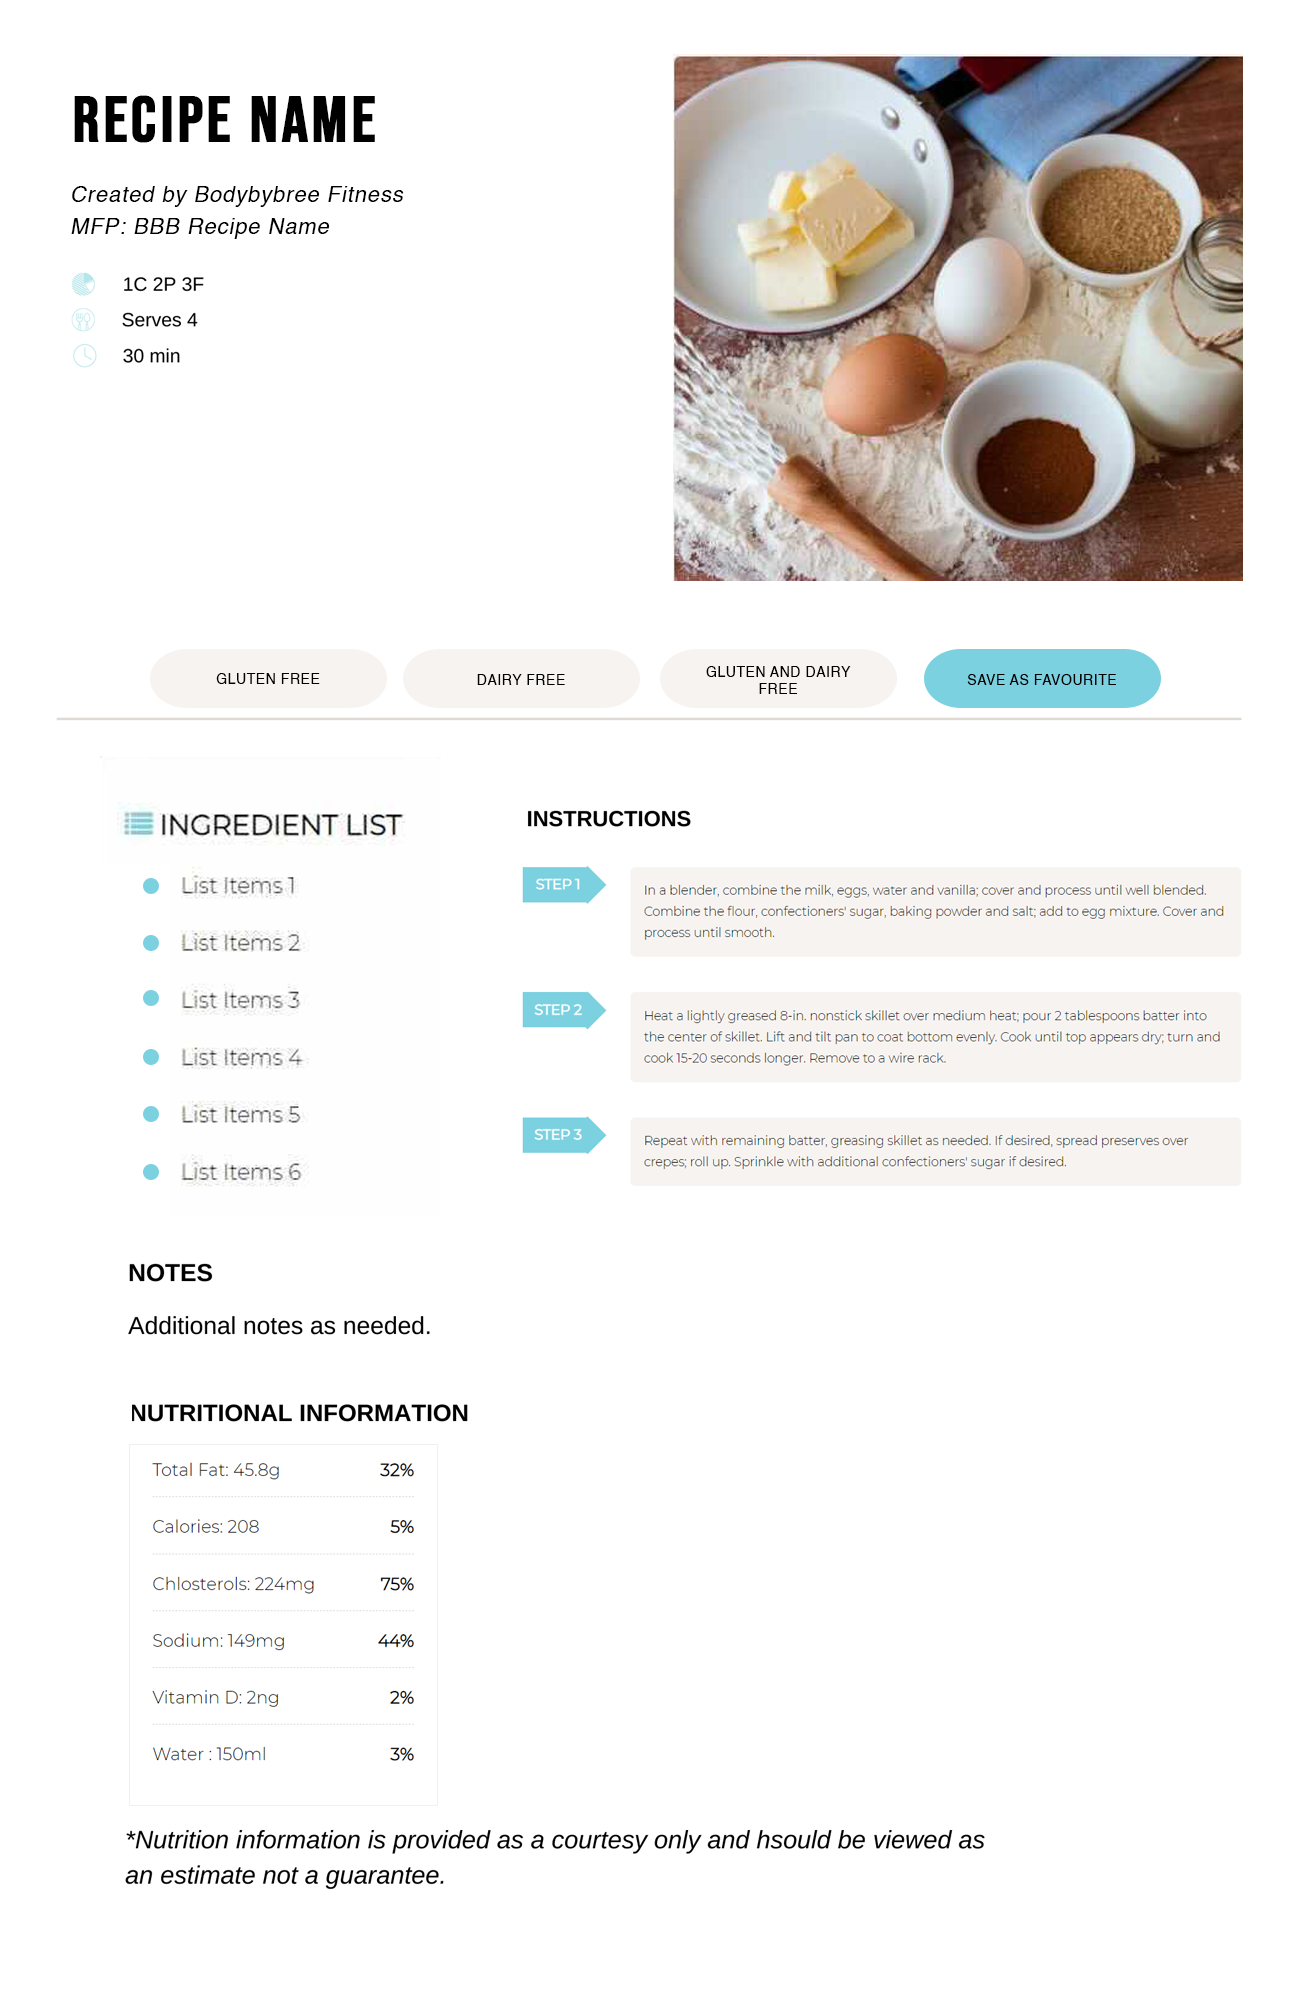 RECIPE NAME
Created by Bodybybree Fitness
MFP: BBB Recipe Name
1C 2P 3F
Serves 4
30 min
GLUTEN FREE
DAIRY FREE
GLUTEN AND DAIRY
FREE
SAVE AS FAVOURITE
INGREDIENT LIST
List Items 1
List Items 2
List Items 3
List Items 4
List Items 5
List Items 6
INSTRUCTIONS
STEP 1
In a blender, combine the milk, eggs, water and vanilla; cover and process until well blended.
Combine the flour, confectioners' sugar, baking powder and salt; add to egg mixture. Cover and
process until smooth.
STEP 2
Heat a lightly greased 8-in. nonstick skillet over medium heat; pour 2 tablespoons batter into
the center of skillet. Lift and tilt pan to coat bottom evenly. Cook until top appears dry; turn and
cook 15-20 seconds longer. Remove to a wire rack.
STEP 3
Repeat with remaining batter, greasing skillet as needed. If desired, spread preserves over
crepes; roll up. Sprinkle with additional confectioners' sugar if desired.
NOTES
Additional notes as needed.
NUTRITIONAL INFORMATION
Total Fat: 45.8g 32%
Calories: 208 5%
Chlosterols: 224mg 75%
Sodium: 149mg 44%
Vitamin D: 2ng 2%
Water : 150ml 3%
*Nutrition information is provided as a courtesy only and hsould be viewed as
an estimate not a guarantee.